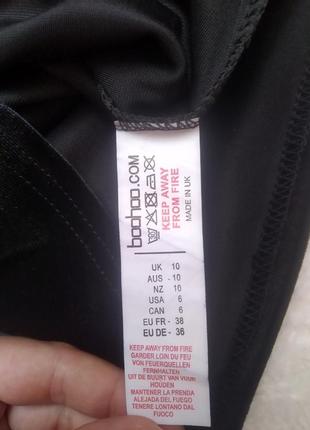 boohoo.COM
KEEP AWAY
FROM FIRE
MADE IN UK
UK 10
AUS - 10
NZ 10
USA 6
CAN 6
EU FR - 38
EU DE - 36
KEEP AWAY FROM FIRE
GARDER LOIN DU FEU
VON FEUERQUELLEN
FERNHALTEN
UIT DE BUURT VAN VUUR
HOUDEN
MANTENER LA PRENDA
ALEJADA DEL FUEGO
TENERE LONTANO DAL
FUOCO